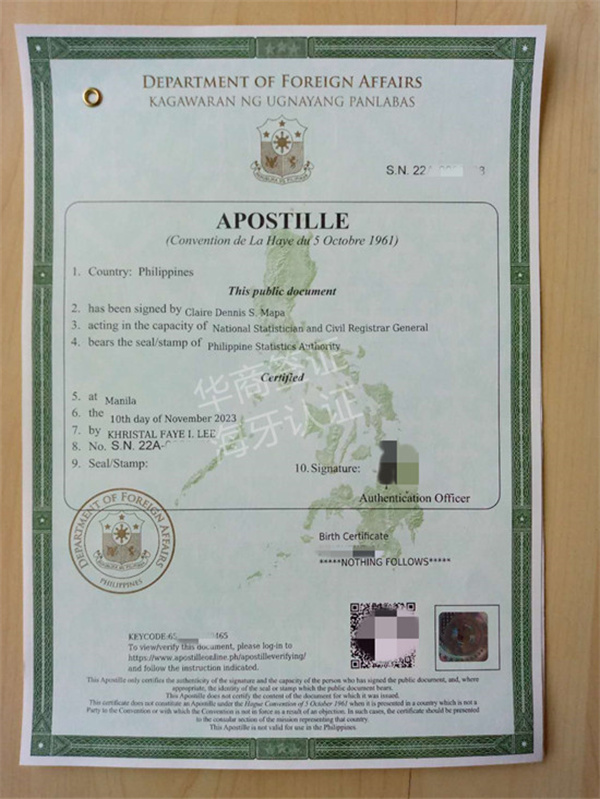 DEPARTMENT OF FOREIGN AFFAIRS
KAGAWARAN NG UGNAYANG PANLABAS
S.N. 22
APOSTILLE
(Convention de La Haye du 5 Octobre 1961)
1. Country: Philippines
This public document
2. has been signed by Claire Dennis S. Mapa
3. acting in the capacity of National Statistician and Civil Registrar General
4. bears the seal/stamp of Philippine Statistics Authority
Certified
华商签证
海牙认证
5. at Manila
6. the 10th day of November 2023
7. by KHRISTAL FAYE I. LEE
8. No. S.N. 22A-
9. Seal/Stamp:
10. Signature:
Authentication Officer
DEPARTMENT OF FOREIGN AFFAIRS
PHILIPPINES
Birth Certificate
*****NOTHING FOLLOWS*****
KEYCODE:6 465
To view/verify this document, please log-in to
https://www.apostilleonline.ph/apostilleverifying/
and follow the instruction indicated.
This Apostille only certifies the authenticity of the signature and the capacity of the person who has signed the public document, and, where
appropriate, the identity of the seal or stamp which the public document bears.
This Apostille does not certify the content of the document for which it was issued.
This certificate does not constitute an Apostille under the Hague Convention of 5 October 1961 when it is presented in a country which is not a
Party to the Convention or with which the Convention is not in force as a result of an objection. In such cases, the certificate should be presented
to the consular section of the mission representing that country.
This Apostille is not valid for use in the Philippines.